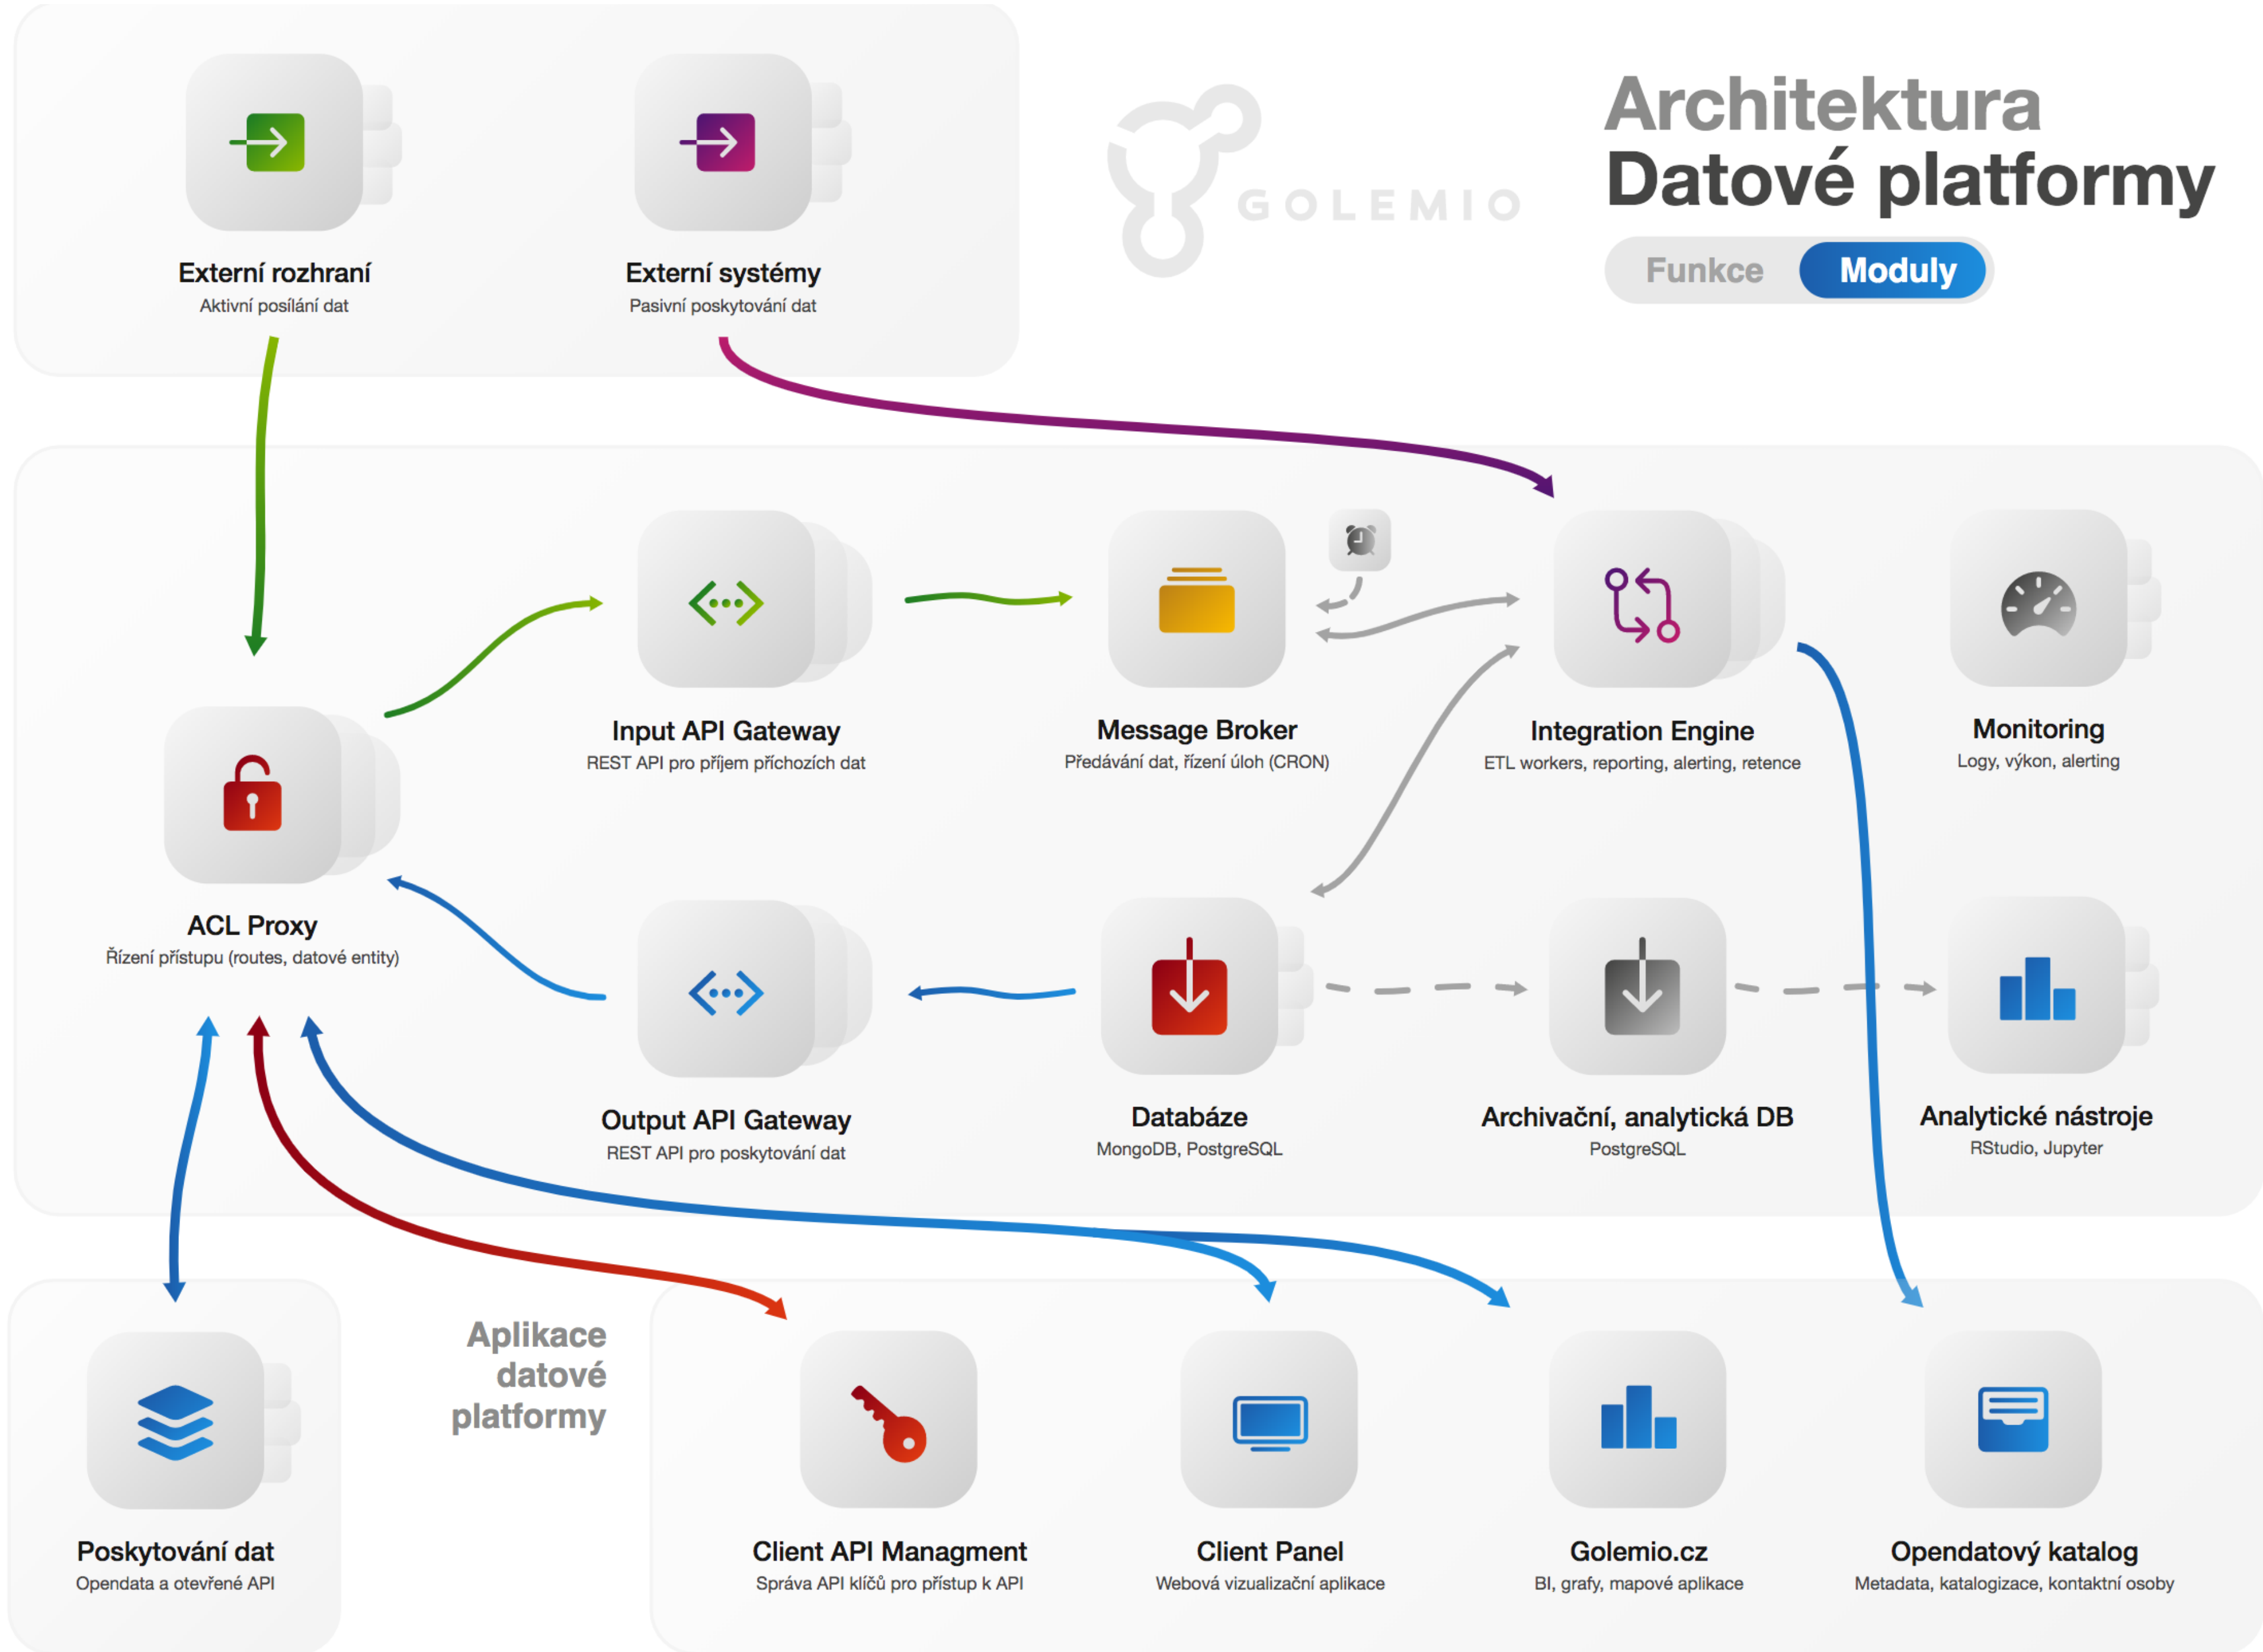 Architektura
Datové platformy
Funkce
Moduly
GOLEMIO
Externí rozhraní
Aktivní posílání dat
Externí systémy
Pasivní poskytování dat
Input API Gateway
REST API pro příjem příchozích dat
Message Broker
Předávání dat, řízení úloh (CRON)
Integration Engine
ETL workers, reporting, alerting, retence
Monitoring
Logy, výkon, alerting
ACL Proxy
Řízení přístupu (routes, datové entity)
Output API Gateway
REST API pro poskytování dat
Databáze
MongoDB, PostgreSQL
Archivační, analytická DB
PostgreSQL
Analytické nástroje
RStudio, Jupyter
Aplikace
datové
platformy
Poskytování dat
Opendata a otevřené API
Client API Managment
Správa API klíčů pro přístup k API
Client Panel
Webová vizualizační aplikace
Golemio.cz
BI, grafy, mapové aplikace
Opendatový katalog
Metadata, katalogizace, kontaktní osoby